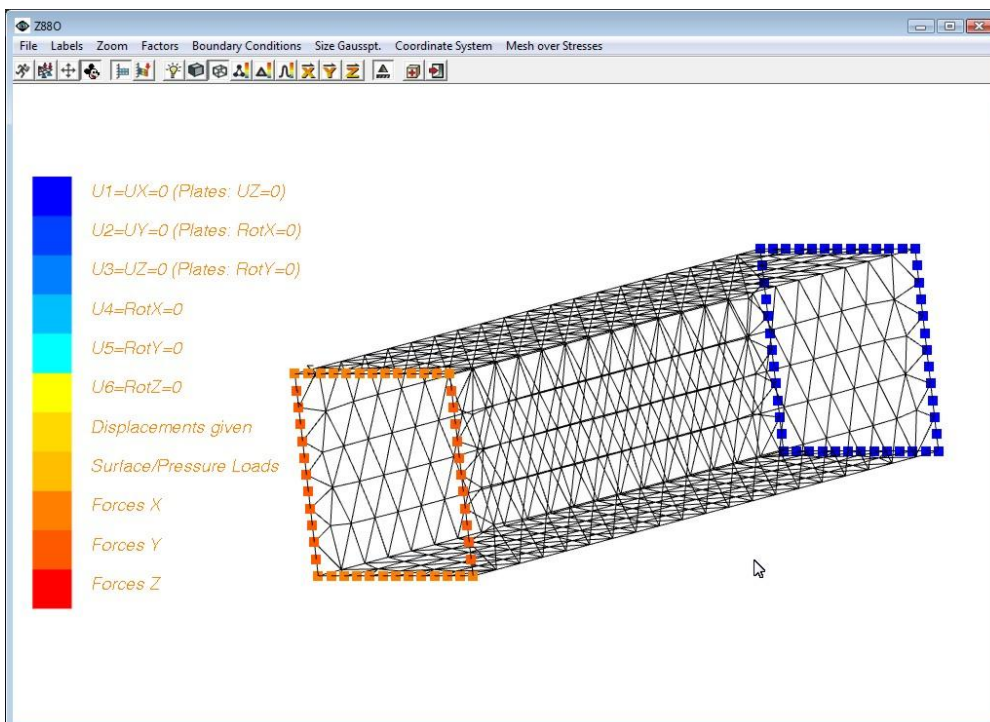 Z88O
File Labels Zoom Factors Boundary Conditions Size Gausspt. Coordinate System Mesh over Stresses
X Y Z
U1=UX=0 (Plates: UZ=0)
U2=UY=0 (Plates: RotX=0)
U3=UZ=0 (Plates: RotY=0)
U4=RotX=0
U5=RotY=0
U6=RotZ=0
Displacements given
Surface/Pressure Loads
Forces X
Forces Y
Forces Z